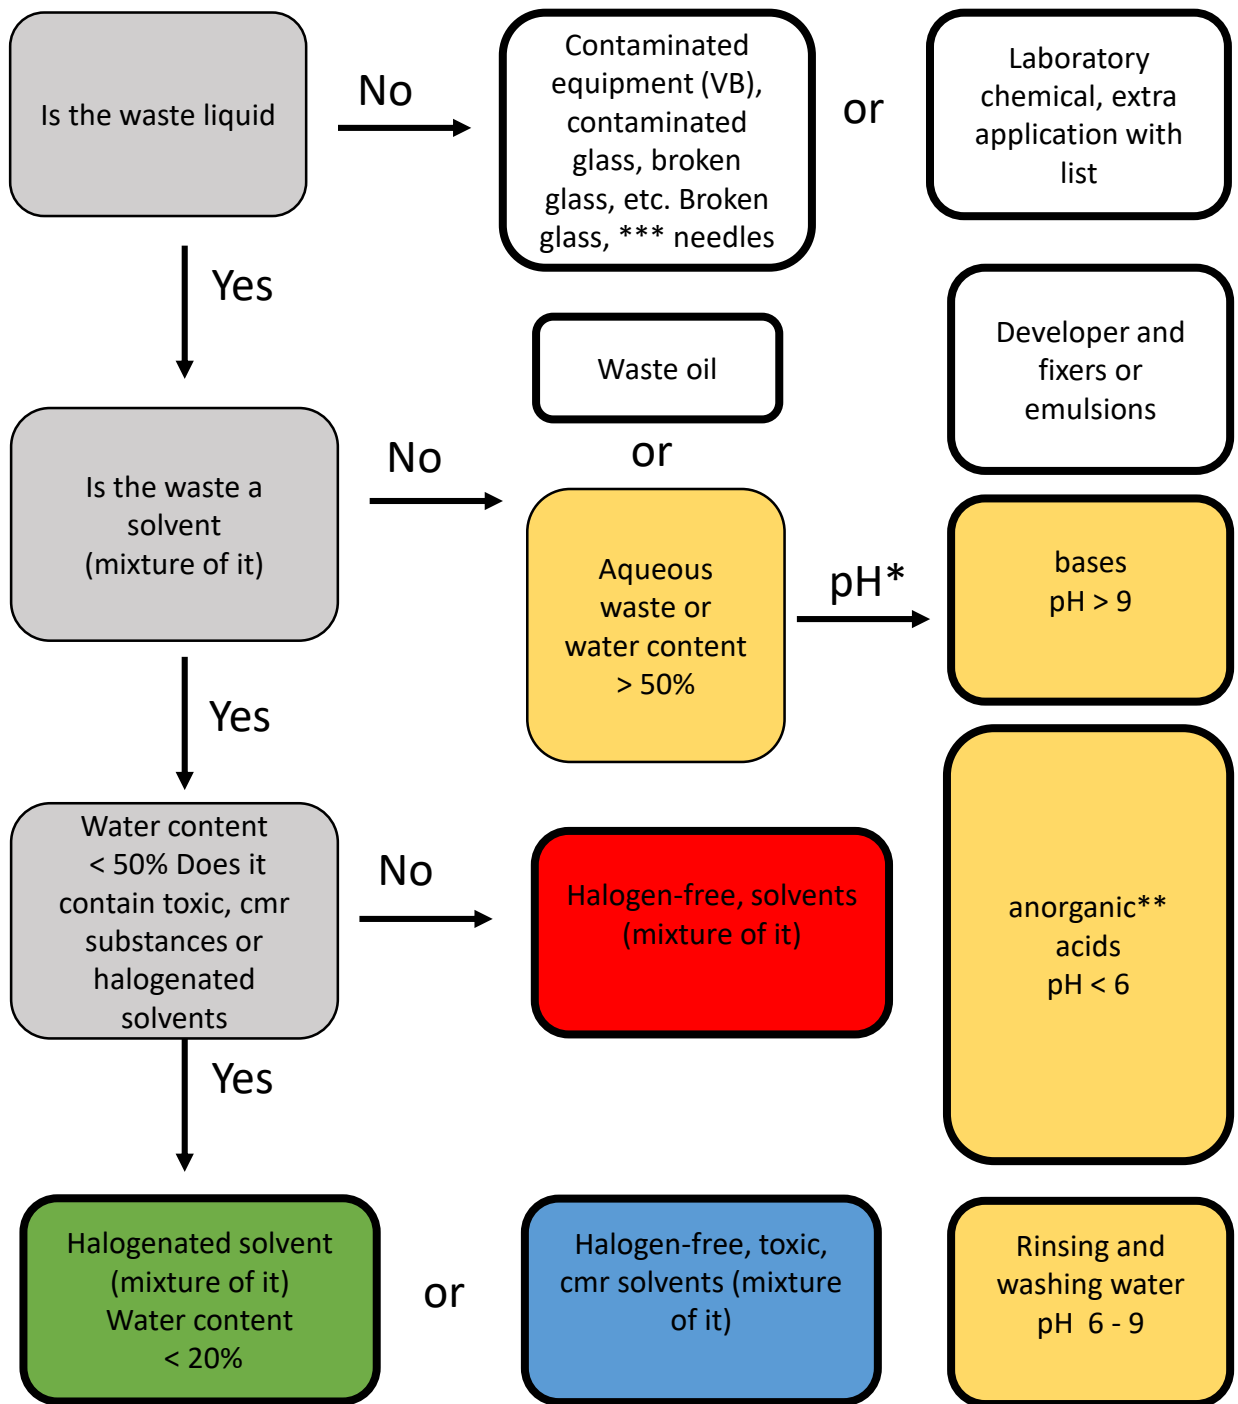 Is the waste liquid
No
Contaminated
equipment (VB),
contaminated
glass, broken
glass, etc. Broken
glass, *** needles
or
Laboratory
chemical, extra
application with
list
Yes
Waste oil
Developer and
fixers or
emulsions
Is the waste a
solvent
(mixture of it)
No
or
Aqueous
waste or
water content
> 50%
pH*
bases
pH > 9
Yes
Water content
< 50% Does it
contain toxic, cmr
substances or
halogenated
solvents
No
Halogen-free, solvents
(mixture of it)
anorganic**
acids
pH < 6
Yes
Halogenated solvent
(mixture of it)
Water content
< 20%
or
Halogen-free, toxic,
cmr solvents (mixture
of it)
Rinsing and
washing water
pH 6 - 9